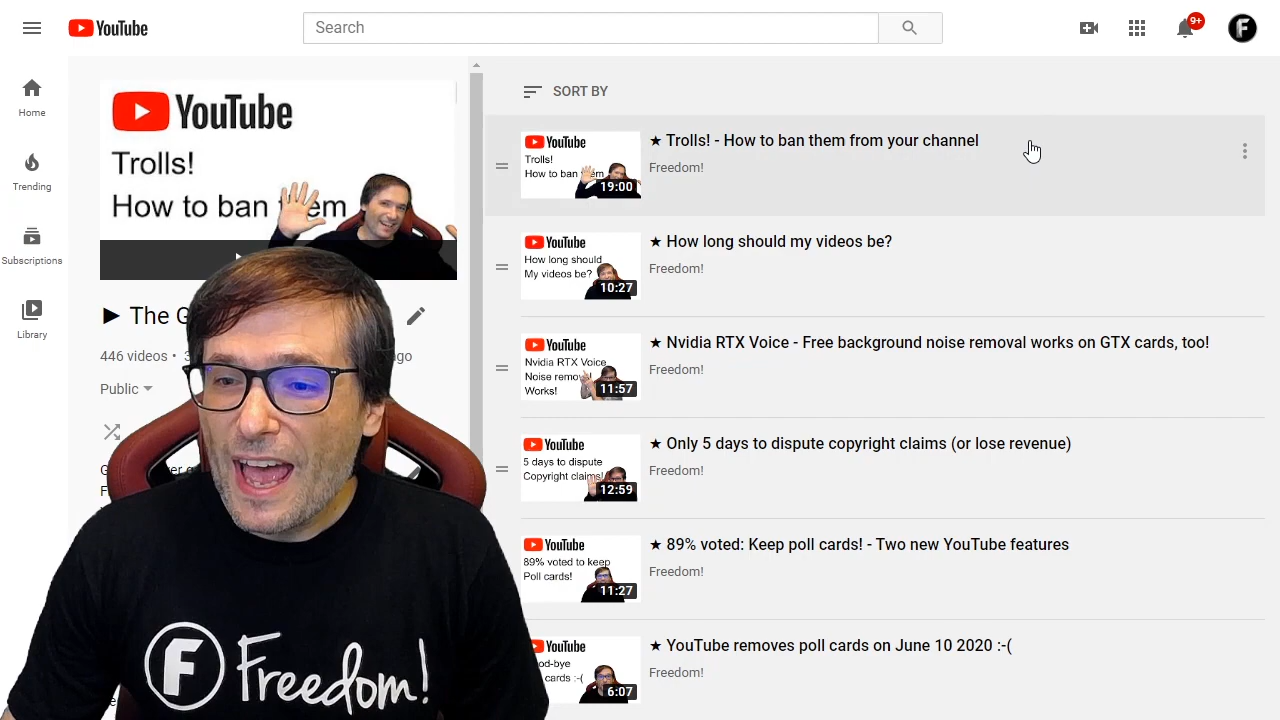 YouTube
Search
9+
F
Home
Trending
Subscriptions
Library
YouTube
Trolls!
How to ban them
► The G
446 videos •
ago
Public
SORT BY
YouTube
Trolls!
How to ban them
19:00
★ Trolls! - How to ban them from your channel
Freedom!
YouTube
How long should
My videos be?
10:27
★ How long should my videos be?
Freedom!
YouTube
Nvidia RTX Voice
Noise removal
Works!
11:57
★ Nvidia RTX Voice - Free background noise removal works on GTX cards, too!
Freedom!
YouTube
5 days to dispute
Copyright claims!
12:59
★ Only 5 days to dispute copyright claims (or lose revenue)
Freedom!
YouTube
89% voted to keep
Poll cards!
11:27
★ 89% voted: Keep poll cards! - Two new YouTube features
Freedom!
YouTube
cards :-(
6:07
★ YouTube removes poll cards on June 10 2020 :-(
Freedom!
F Freedom!